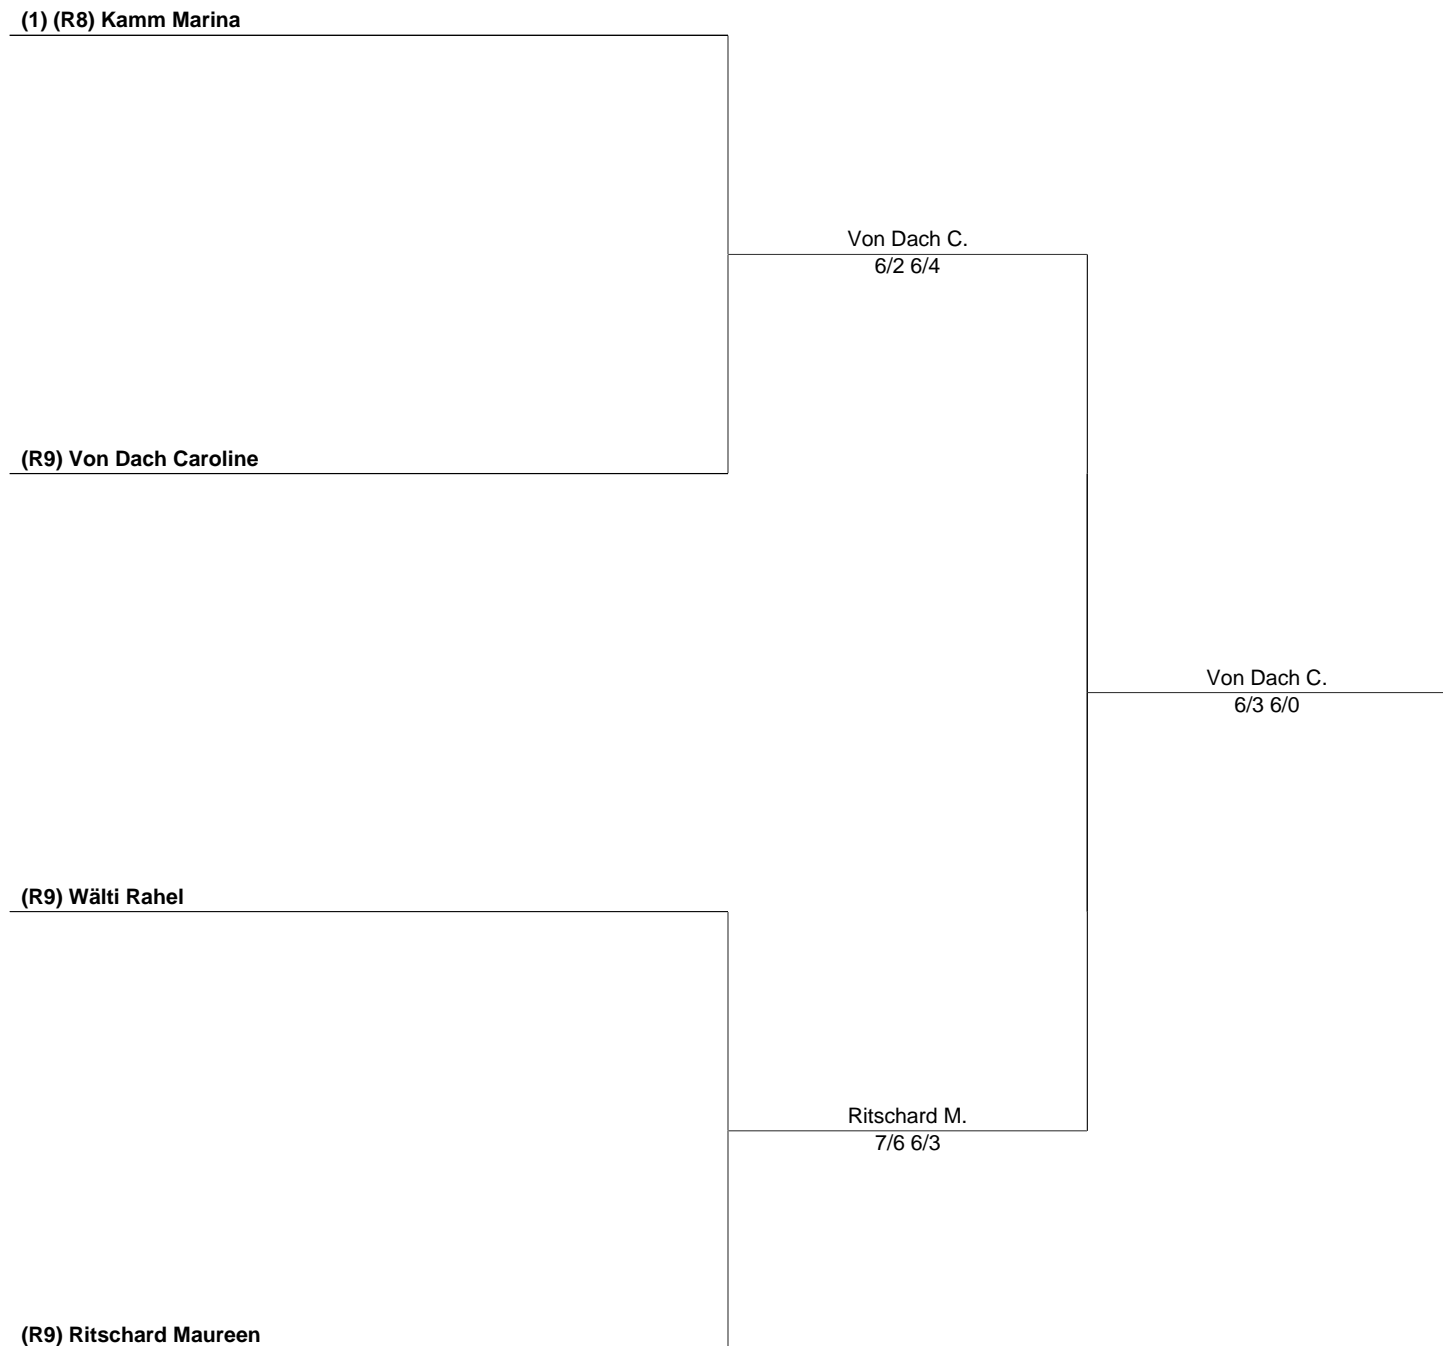 (1) (R8) Kamm Marina
Von Dach C.
6/2 6/4
(R9) Von Dach Caroline
Von Dach C.
6/3 6/0
(R9) Wälti Rahel
Ritschard M.
7/6 6/3
(R9) Ritschard Maureen